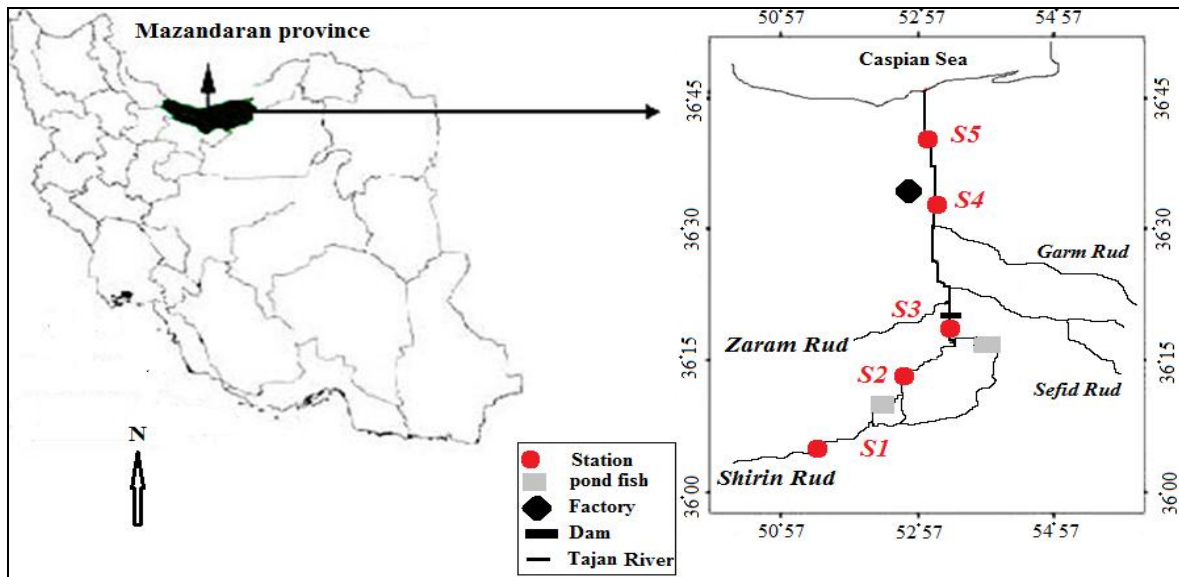 Mazandaran province
N
Station
pond fish
Factory
Dam
Tajan River
50°57 52°57 54°57
Caspian Sea
36°45 36°45
S5
S4
36°30 36°30
Garm Rud
S3
Zaram Rud
36°15 36°15
S2
Sefid Rud
S1
Shirin Rud
36°00 36°00
50°57 52°57 54°57